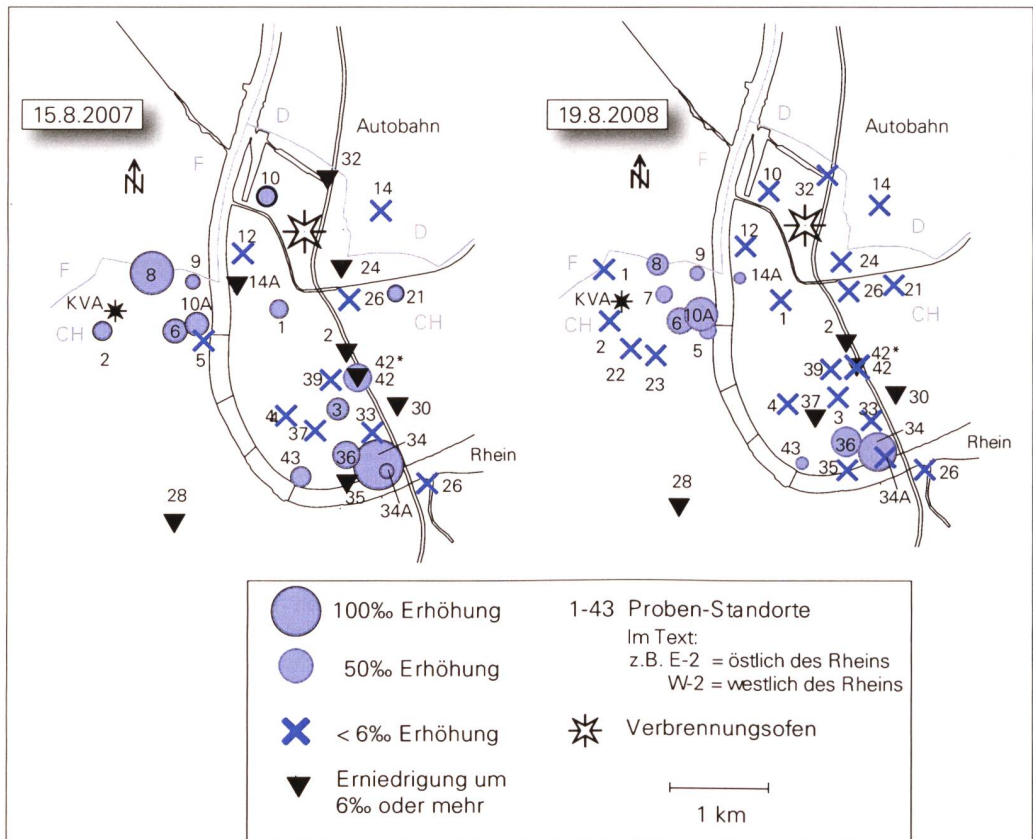 15.8.2007
D
Autobahn
F
N
32
10
14
12
D
F
8
9
24
14A
KVA
10A
26
21
CH
6
1
CH
2
5
2
42*
39
42
30
3
4
33
37
34
36
Rhein
43
35
26
34A
28
19.8.2008
D
Autobahn
F
N
10
32
14
12
D
F
8
9
24
1
14A
KVA
7
26
21
10A
CH
6
1
CH
5
2
2
22
23
42*
39
42
30
37
4
3
33
34
36
Rhein
43
35
26
34A
28
100‰ Erhöhung
50‰ Erhöhung
< 6‰ Erhöhung
Erniedrigung um
6‰ oder mehr
1-43 Proben-Standorte
Im Text:
z.B. E-2 = östlich des Rheins
W-2 = westlich des Rheins
Verbrennungsofen
1 km